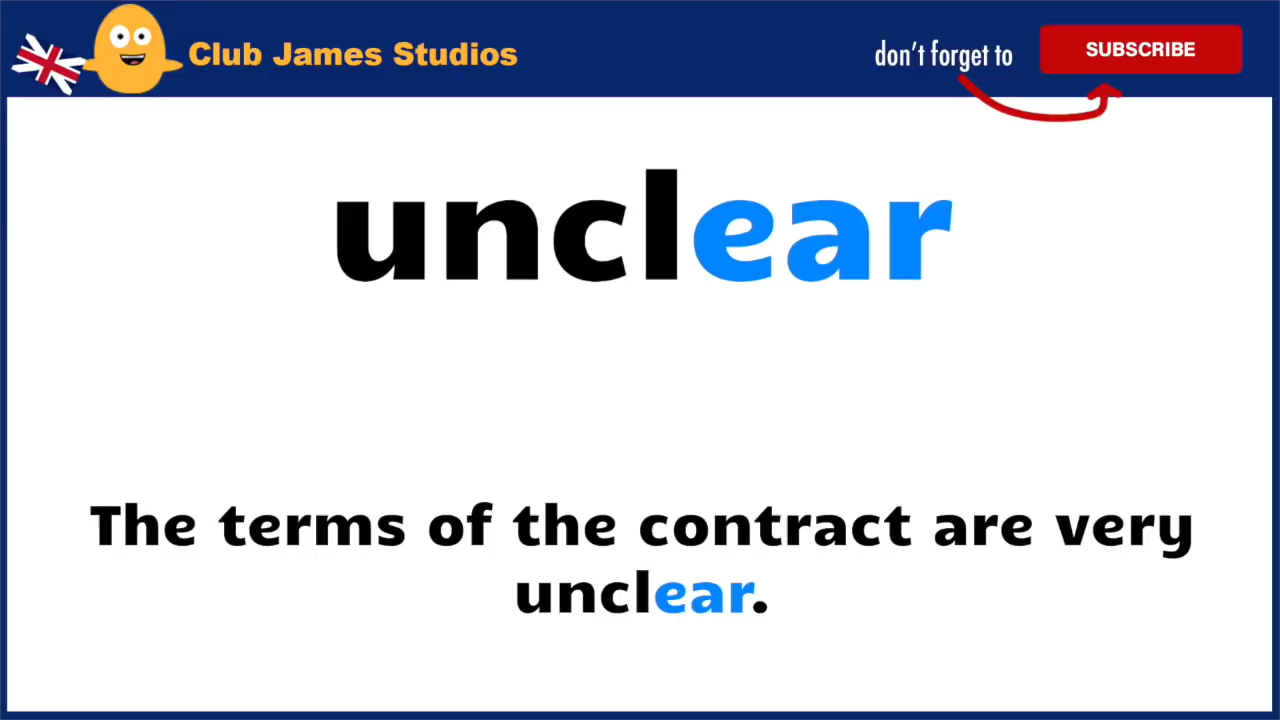 Club James Studios
don't forget to
SUBSCRIBE
unclear
The terms of the contract are very
unclear.